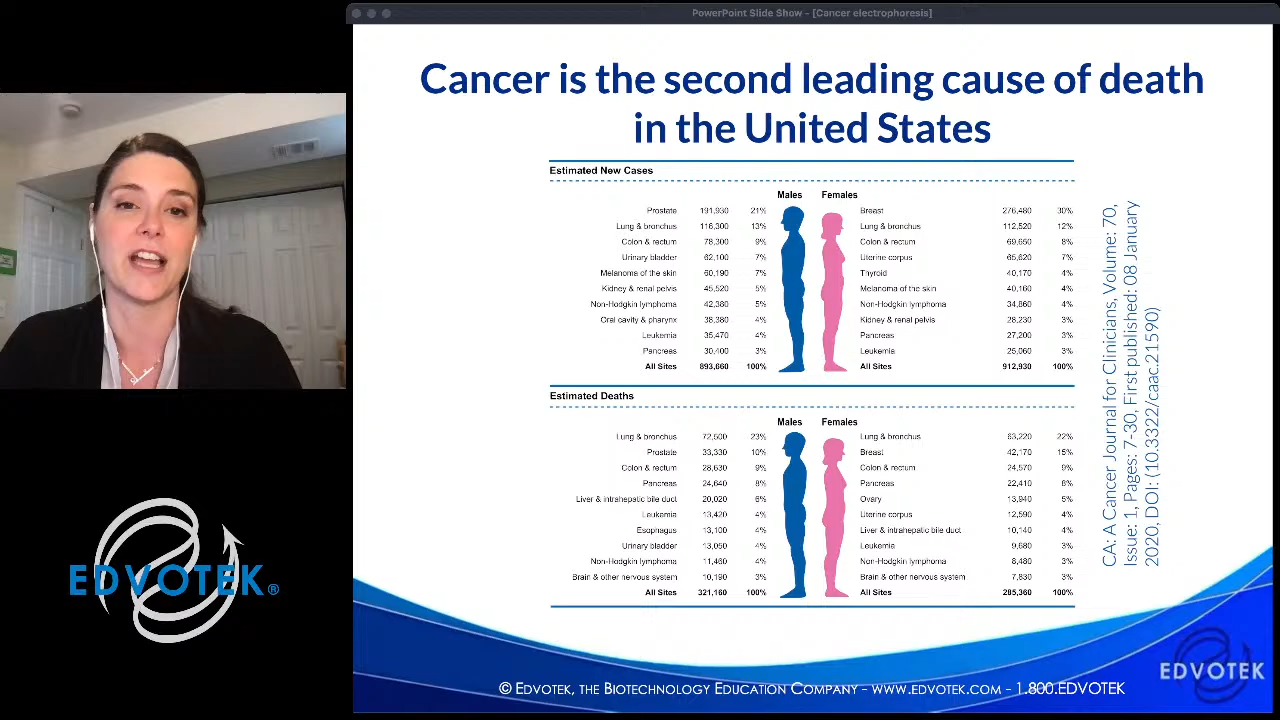 PowerPoint Slide Show - [Cancer electrophoresis]
Cancer is the second leading cause of death
in the United States
Estimated New Cases
Males Females
Prostate 191,930 21% Breast 276,480 30%
Lung & bronchus 116,300 13% Lung & bronchus 112,520 12%
Colon & rectum 78,300 9% Colon & rectum 69,650 8%
Urinary bladder 62,100 7% Uterine corpus 65,620 7%
Melanoma of the skin 60,190 7% Thyroid 40,170 4%
Kidney & renal pelvis 45,520 5% Melanoma of the skin 40,160 4%
Non-Hodgkin lymphoma 42,380 5% Non-Hodgkin lymphoma 34,860 4%
Oral cavity & pharynx 38,380 4% Kidney & renal pelvis 28,230 3%
Leukemia 35,470 4% Pancreas 27,200 3%
Pancreas 30,400 3% Leukemia 25,060 3%
All Sites 893,660 100% All Sites 912,930 100%
Estimated Deaths
Males Females
Lung & bronchus 72,500 23% Lung & bronchus 63,220 22%
Prostate 33,330 10% Breast 42,170 15%
Colon & rectum 28,630 9% Colon & rectum 24,570 9%
Pancreas 24,640 8% Pancreas 22,410 8%
Liver & intrahepatic bile duct 20,020 6% Ovary 13,940 5%
Leukemia 13,420 4% Uterine corpus 12,590 4%
Esophagus 13,100 4% Liver & intrahepatic bile duct 10,140 4%
Urinary bladder 13,050 4% Leukemia 9,680 3%
Non-Hodgkin lymphoma 11,460 4% Non-Hodgkin lymphoma 8,480 3%
Brain & other nervous system 10,190 3% Brain & other nervous system 7,830 3%
All Sites 321,160 100% All Sites 285,360 100%
CA: A Cancer Journal for Clinicians, Volume: 70,
Issue: 1, Pages: 7-30, First published: 08 January
2020, DOI: (10.3322/caac.21590)
EDVOTEK®
EDVOTEK
© EDVOTEK, THE BIOTECHNOLOGY EDUCATION COMPANY - WWW.EDVOTEK.COM - 1.800.EDVOTEK